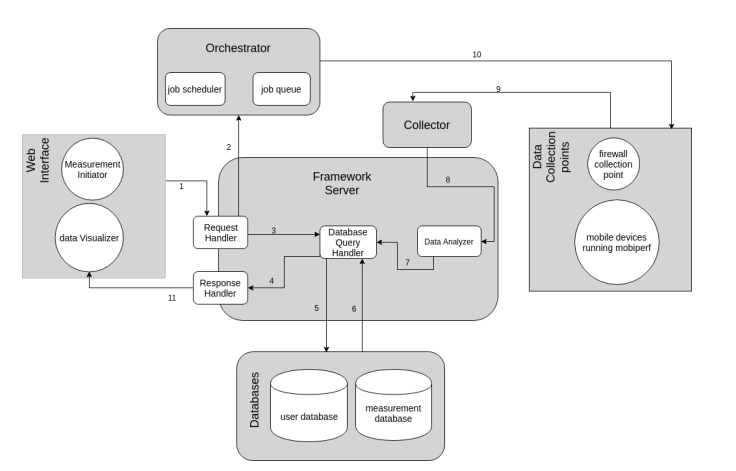 Orchestrator
job scheduler
job queue
10
9
Collector
Web
Interface
Measurement
Initiator
data Visualizer
1
2
Framework
Server
8
Data
Collection
points
firewall
collection
point
mobile devices
running mobiperf
Request
Handler
3
Database
Query
Handler
Data Analyzer
7
4
Response
Handler
11
5
6
Databases
user database
measurement
database